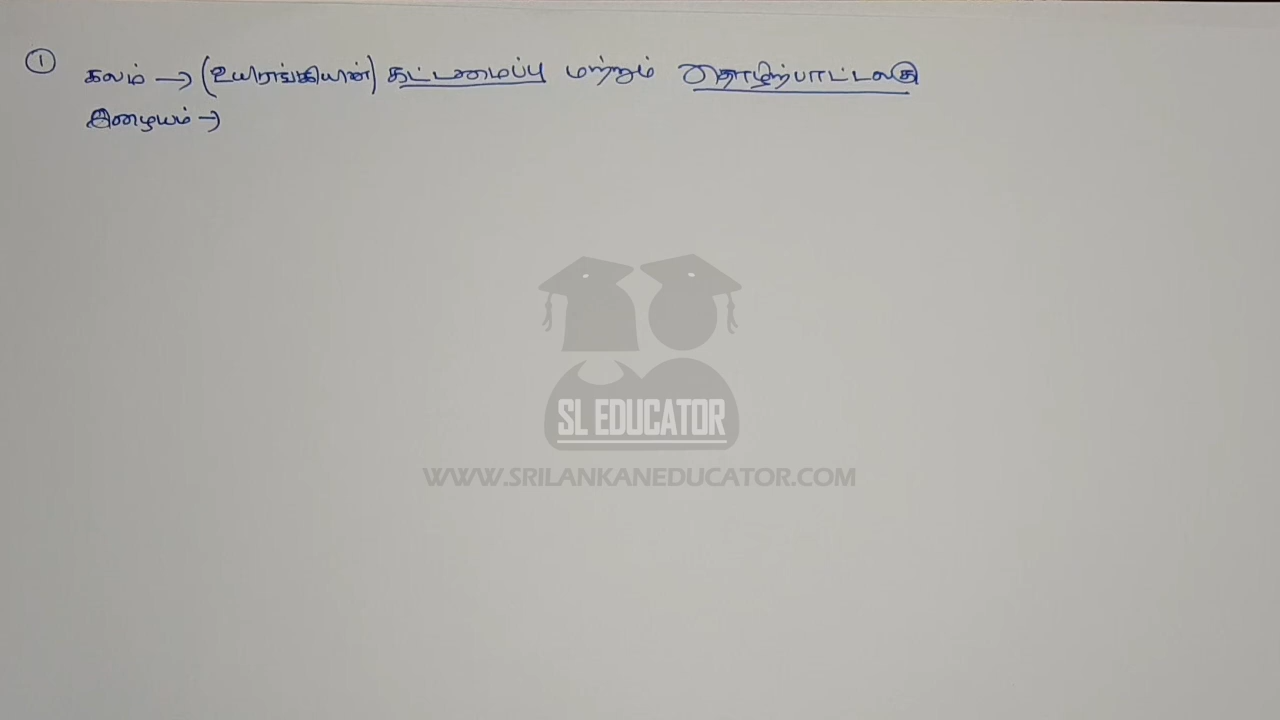 ① கலம் → (உயிரங்கியின்) கட்டமைப்பு மற்றும் தொழிற்பாட்டலகு
இழையம் →
SL EDUCATOR
WWW.SRILANKANEDUCATOR.COM